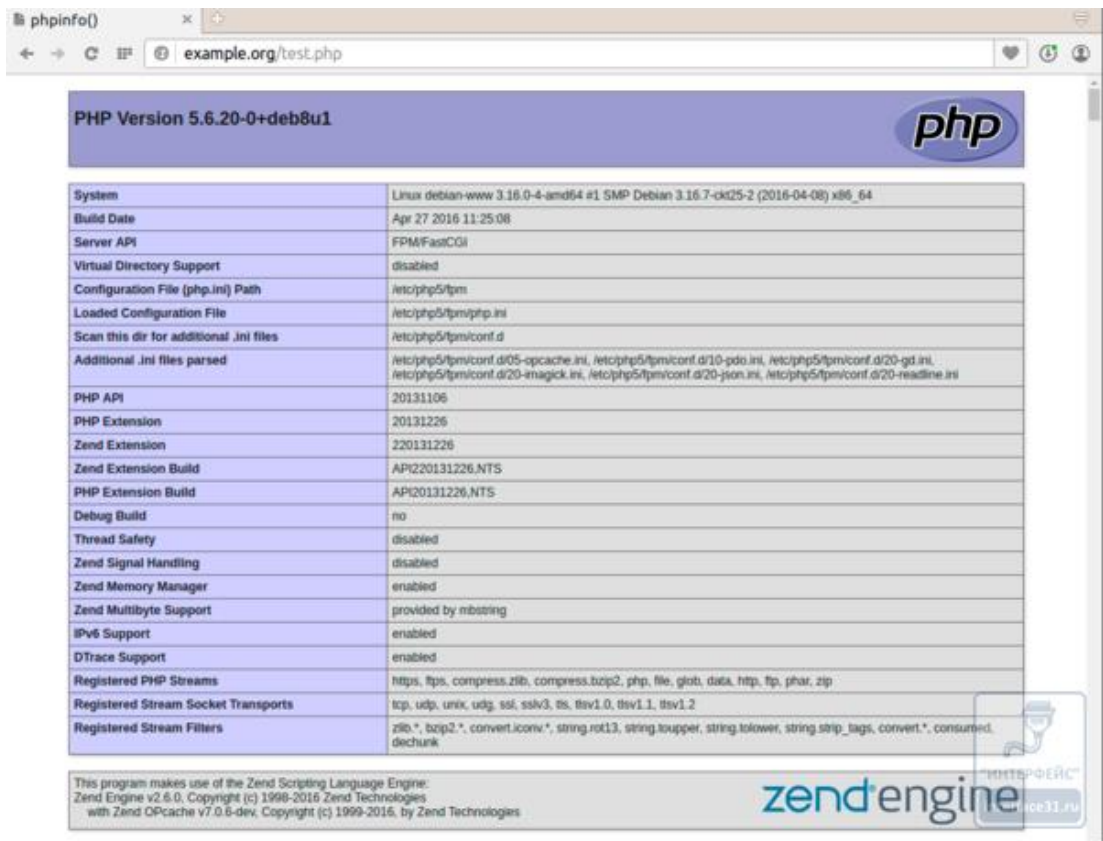 phpinfo()
example.org/test.php
PHP Version 5.6.20-0+deb8u1
php
System Linux debian-www 3.16.0-4-amd64 #1 SMP Debian 3.16.7-ckt25-2 (2016-04-08) x86_64
Build Date Apr 27 2016 11:25:08
Server API FPM/FastCGI
Virtual Directory Support disabled
Configuration File (php.ini) Path /etc/php5/fpm
Loaded Configuration File /etc/php5/fpm/php.ini
Scan this dir for additional .ini files /etc/php5/fpm/conf.d
Additional .ini files parsed /etc/php5/fpm/conf.d/05-opcache.ini, /etc/php5/fpm/conf.d/10-pdo.ini, /etc/php5/fpm/conf.d/20-gd.ini,
/etc/php5/fpm/conf.d/20-imagick.ini, /etc/php5/fpm/conf.d/20-json.ini, /etc/php5/fpm/conf.d/20-readline.ini
PHP API 20131106
PHP Extension 20131226
Zend Extension 220131226
Zend Extension Build API220131226,NTS
PHP Extension Build API20131226,NTS
Debug Build no
Thread Safety disabled
Zend Signal Handling disabled
Zend Memory Manager enabled
Zend Multibyte Support provided by mbstring
IPv6 Support enabled
DTrace Support enabled
Registered PHP Streams https, ftps, compress.zlib, compress.bzip2, php, file, glob, data, http, ftp, phar, zip
Registered Stream Socket Transports tcp, udp, unix, udg, ssl, sslv3, tls, tlsv1.0, tlsv1.1, tlsv1.2
Registered Stream Filters zlib.*, bzip2.*, convert.iconv.*, string.rot13, string.toupper, string.tolower, string.strip_tags, convert.*, consumed,
dechunk
This program makes use of the Zend Scripting Language Engine:
Zend Engine v2.6.0, Copyright (c) 1998-2016 Zend Technologies
with Zend OPcache v7.0.6-dev, Copyright (c) 1999-2016, by Zend Technologies
zend engine
"ИНТЕРФЕЙС"